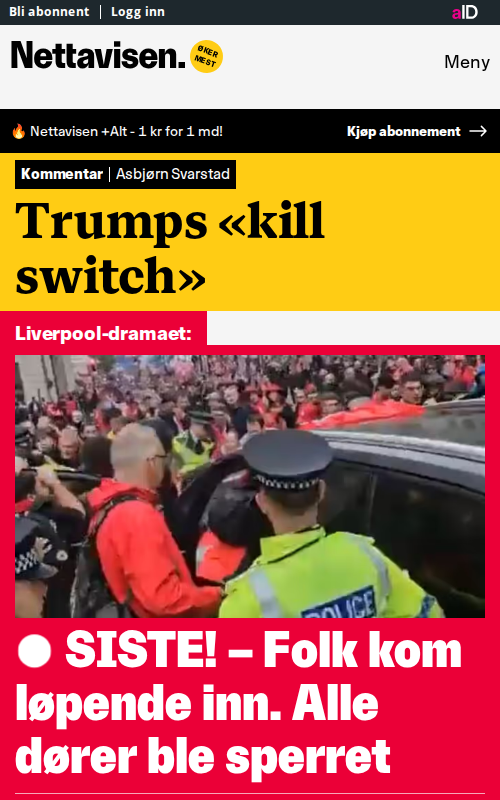 Bli abonnent | Logg inn
aID
Nettavisen.
ØKER
MEST
Meny
🔥 Nettavisen +Alt - 1 kr for 1 md!
Kjøp abonnement →
Kommentar | Asbjørn Svarstad
Trumps «kill
switch»
Liverpool-dramaet:
POLICE
SISTE! – Folk kom
løpende inn. Alle
dører ble sperret